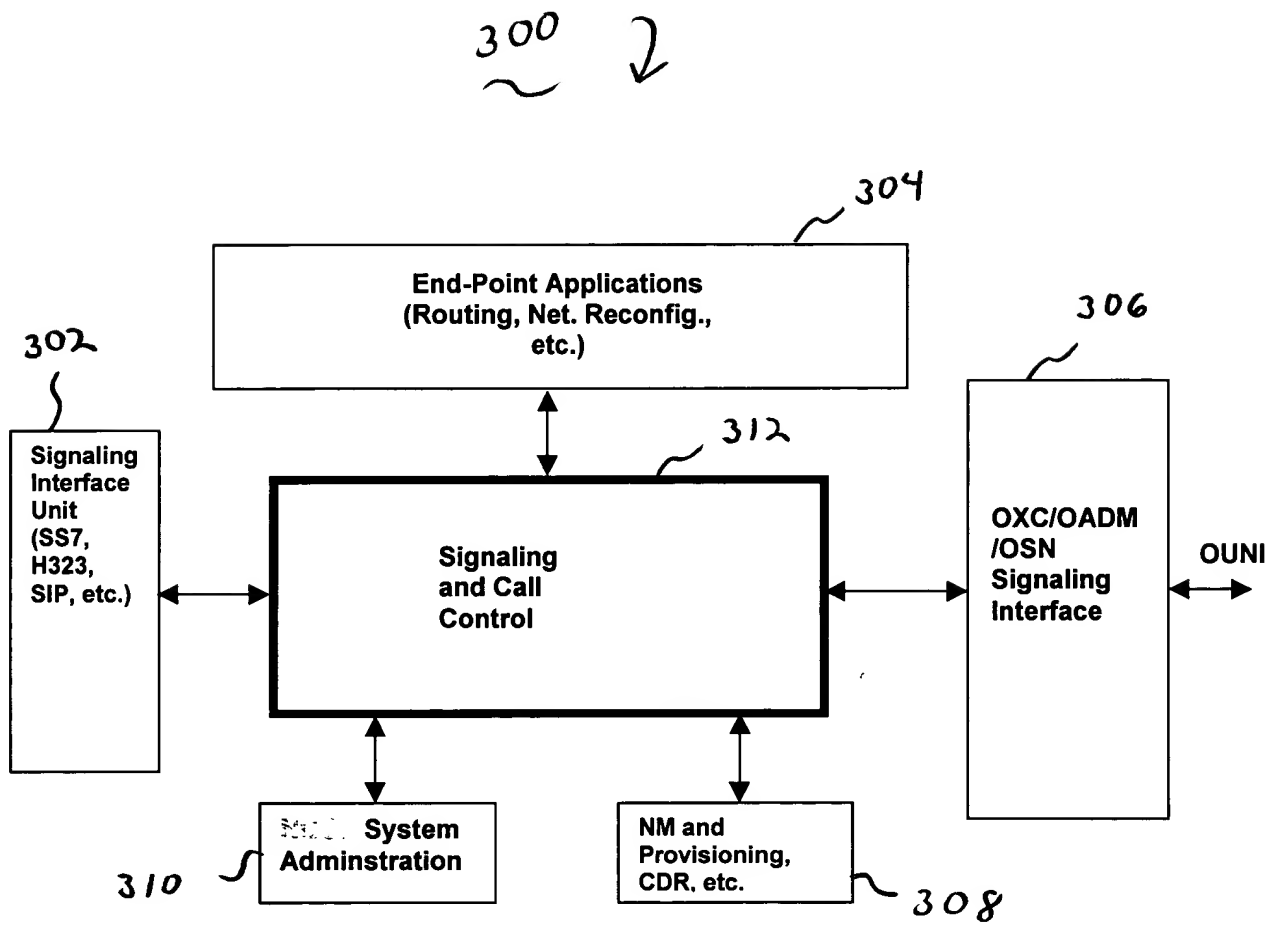 300
304
End-Point Applications
(Routing, Net. Reconfig.,
etc.)
302
306
Signaling
Interface
Unit
(SS7,
H323,
SIP, etc.)
312
Signaling
and Call
Control
OXC/OADM
/OSN
Signaling
Interface
OUNI
System
Adminstration
310
NM and
Provisioning,
CDR, etc.
308